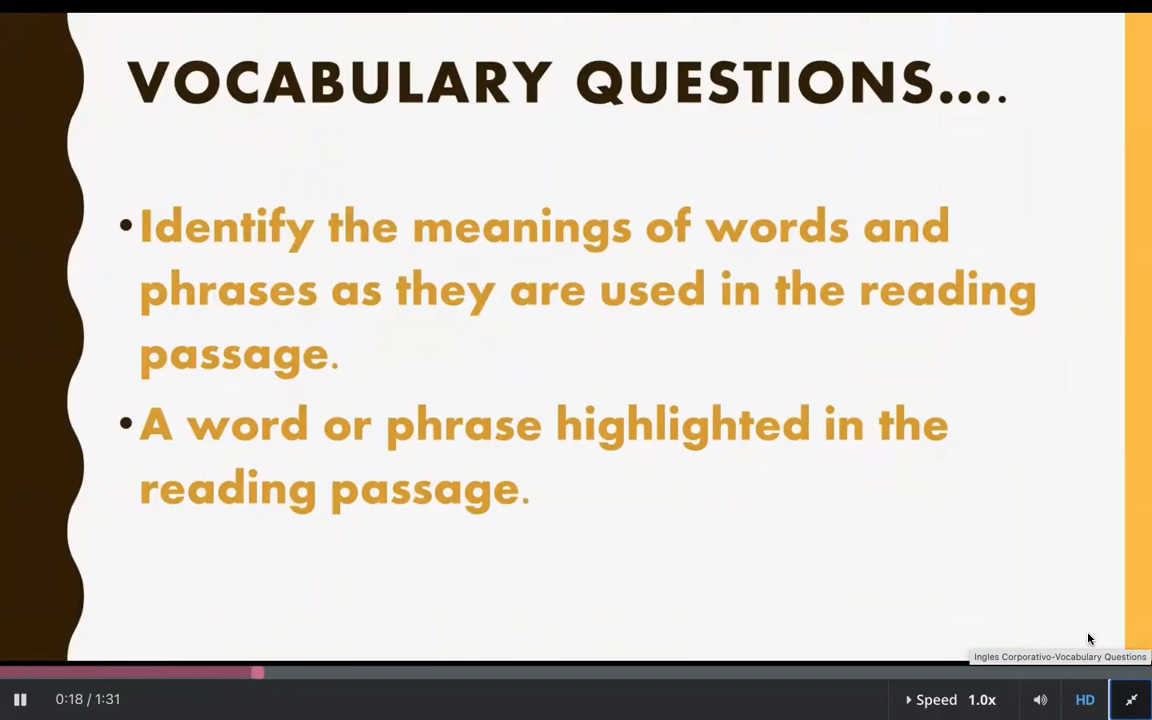 VOCABULARY QUESTIONS....
•Identify the meanings of words and
phrases as they are used in the reading
passage.
•A word or phrase highlighted in the
reading passage.
Ingles Corporativo-Vocabulary Questions
0:18 / 1:31
Speed 1.0x
HD